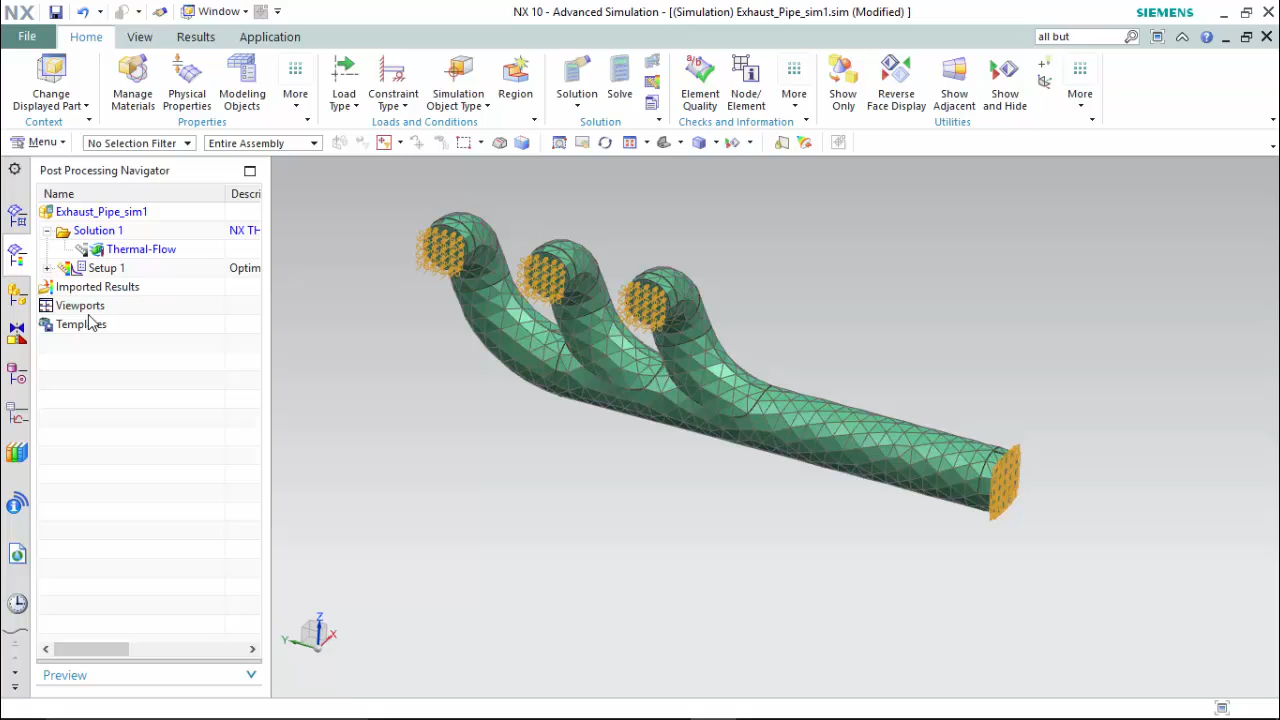 NX Window NX 10 - Advanced Simulation - [(Simulation) Exhaust_Pipe_sim1.sim (Modified) ] SIEMENS
File Home View Results Application all but
Change Displayed Part
Manage Materials
Physical Properties
Modeling Objects
More
Load Type
Constraint Type
Simulation Object Type
Region
Solution
Solve
Element Quality
Node/ Element
More
Show Only
Reverse Face Display
Show Adjacent
Show and Hide
More
Context Properties Loads and Conditions Solution Checks and Information Utilities
Menu No Selection Filter Entire Assembly
Post Processing Navigator
Name Descri
Exhaust_Pipe_sim1
Solution 1 NX TH
Thermal-Flow
Setup 1 Optim
Imported Results
Viewports
Templates
Preview
Z
Y X